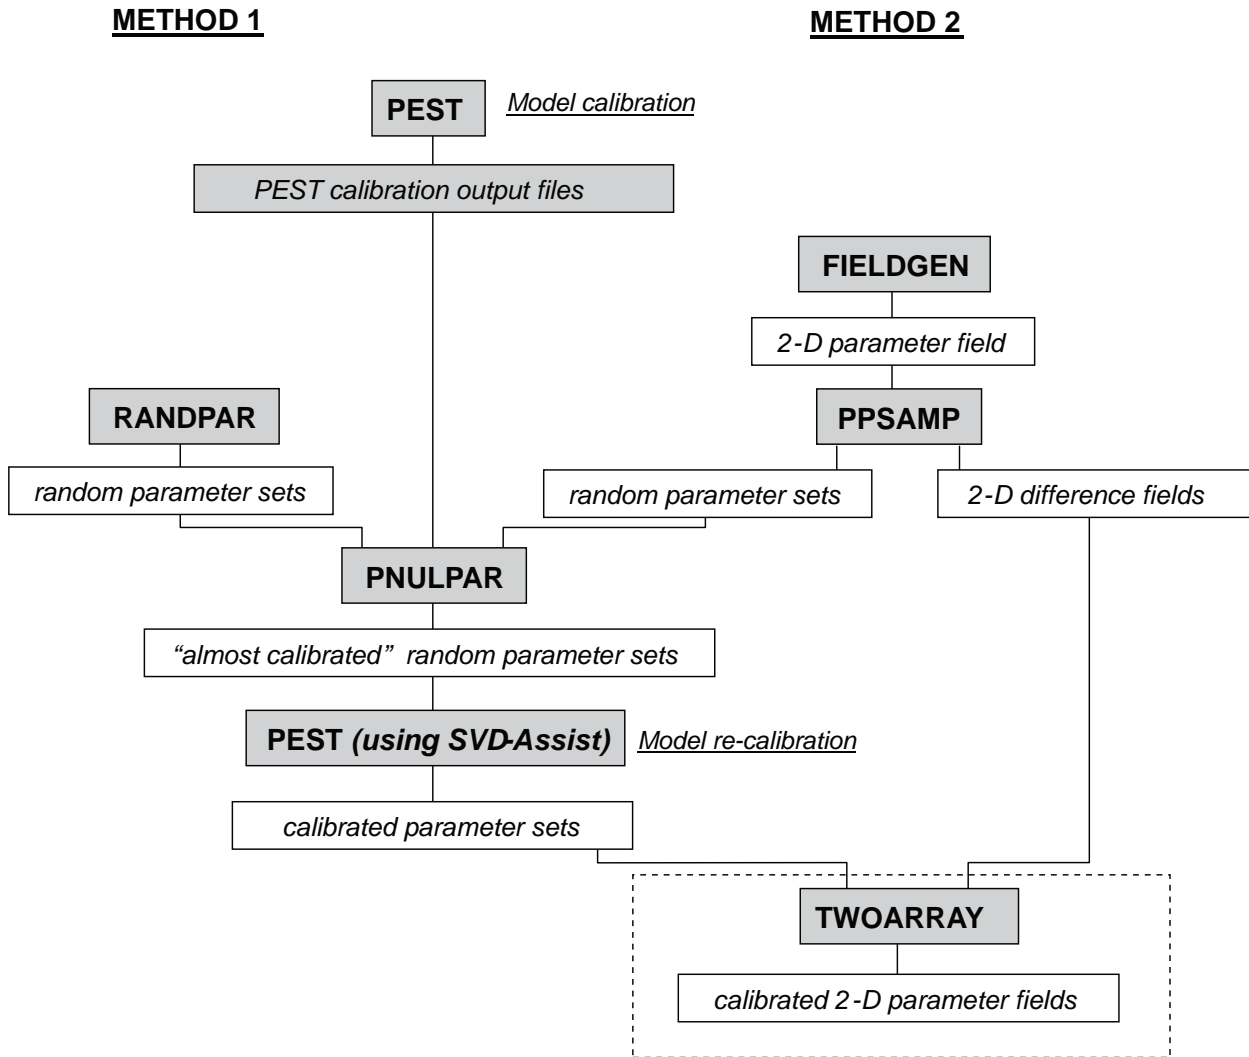 METHOD 1
METHOD 2
PEST
Model calibration
PEST calibration output files
FIELDGEN
2-D parameter field
RANDPAR
PPSAMP
random parameter sets
random parameter sets
2-D difference fields
PNULPAR
“almost calibrated” random parameter sets
PEST (using SVD-Assist)
Model re-calibration
calibrated parameter sets
TWOARRAY
calibrated 2-D parameter fields